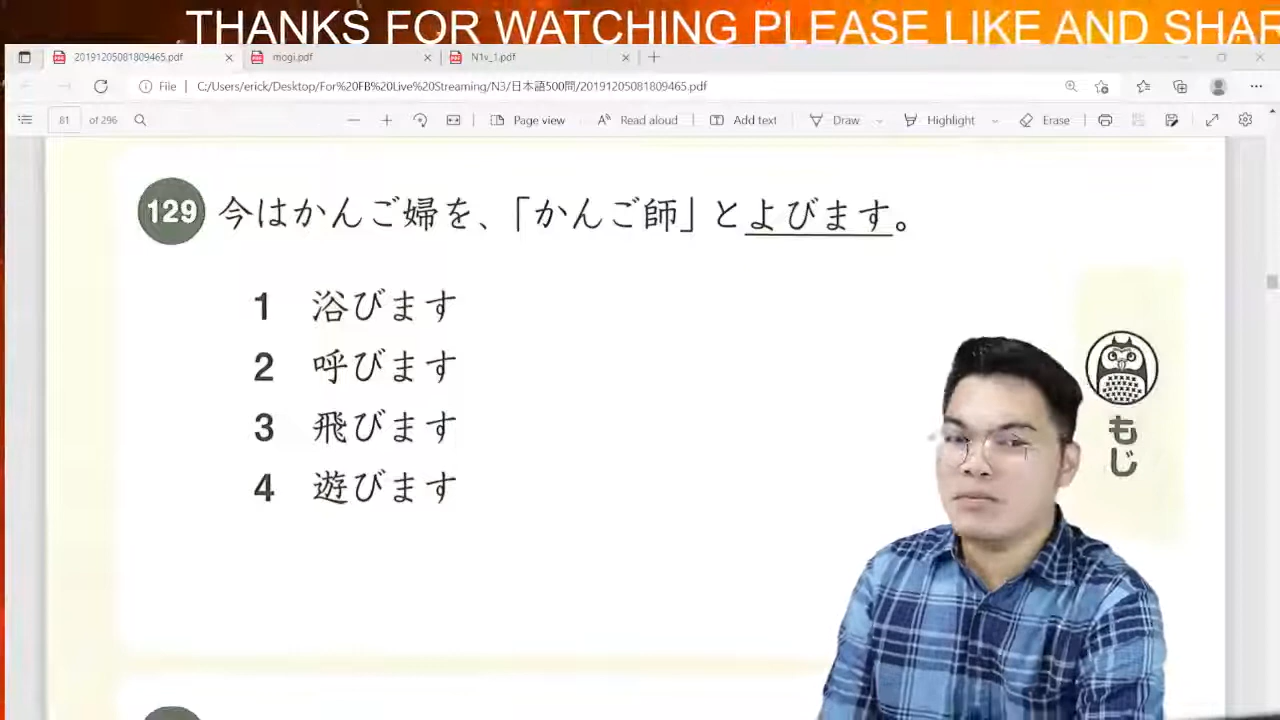 THANKS FOR WATCHING PLEASE LIKE AND SHAR
20191205081809465.pdf
mogi.pdf
N1v_1.pdf
File
C:/Users/erick/Desktop/For%20FB%20Live%20Streaming/N3/日本語500問/20191205081809465.pdf
81 of 296
Page view
Read aloud
Add text
Draw
Highlight
Erase
129 今はかんご婦を、「かんご師」とよびます。
1 浴びます
2 呼びます
3 飛びます
4 遊びます
もじ